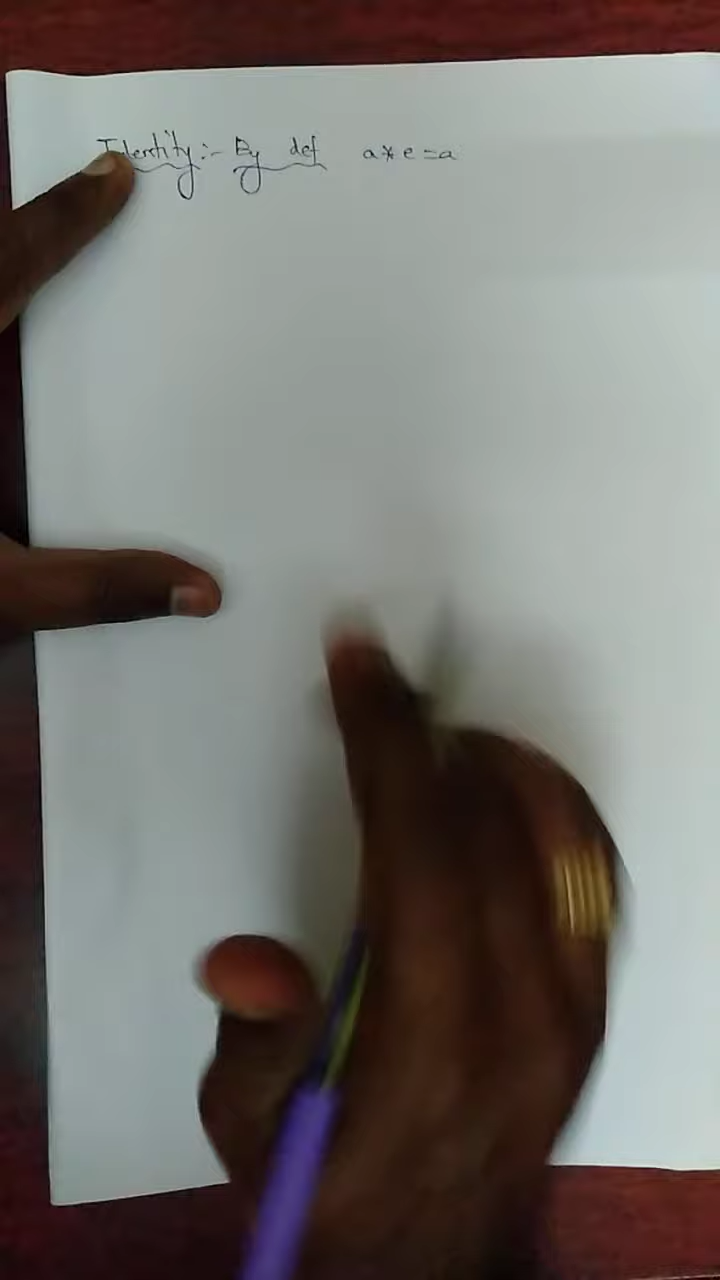 Identity:- By def a * e = a